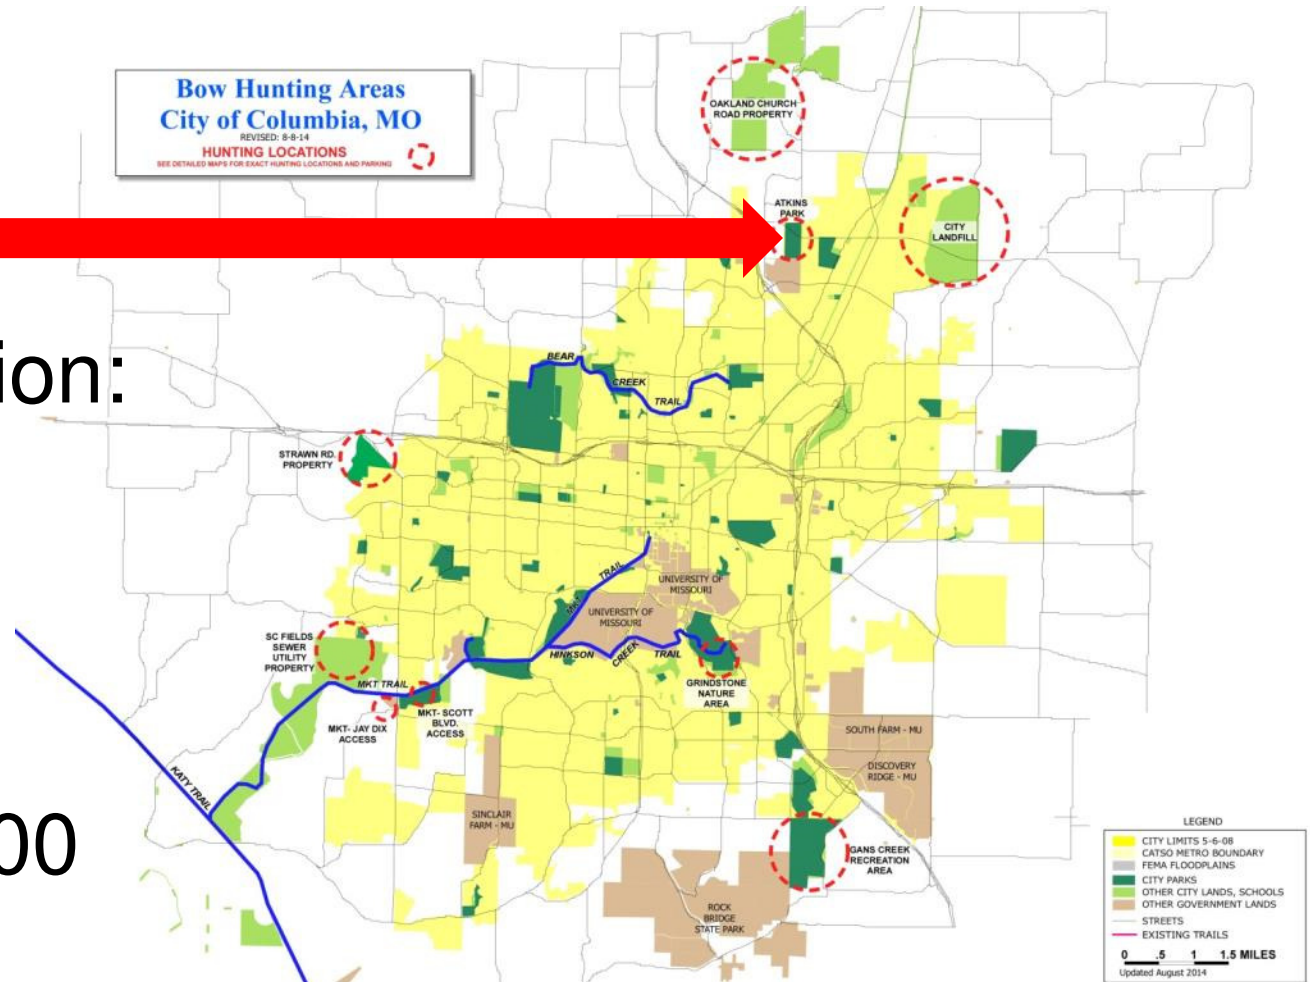 Bow Hunting Areas
City of Columbia, MO
REVISED: 8-8-14
HUNTING LOCATIONS
SEE DETAILED MAPS FOR EXACT HUNTING LOCATIONS AND PARKING
OAKLAND CHURCH
ROAD PROPERTY
ATKINS
PARK
CITY
LANDFILL
ion:
BEAR
CREEK
TRAIL
STRAWN RD.
PROPERTY
MKT
TRAIL
UNIVERSITY OF
MISSOURI
UNIVERSITY OF
MISSOURI
SC FIELDS
SEWER
UTILITY
PROPERTY
HINKSON
CREEK
TRAIL
MKT TRAIL
GRINDSTONE
NATURE
AREA
MKT- SCOTT
BLVD.
ACCESS
MKT- JAY DIX
ACCESS
SOUTH FARM - MU
DISCOVERY
RIDGE - MU
KATY TRAIL
SINCLAIR
FARM - MU
00
GANS CREEK
RECREATION
AREA
ROCK
BRIDGE
STATE PARK
LEGEND
CITY LIMITS 5-6-08
CATSO METRO BOUNDARY
FEMA FLOODPLAINS
CITY PARKS
OTHER CITY LANDS, SCHOOLS
OTHER GOVERNMENT LANDS
STREETS
EXISTING TRAILS
0 .5 1 1.5 MILES
Updated August 2014